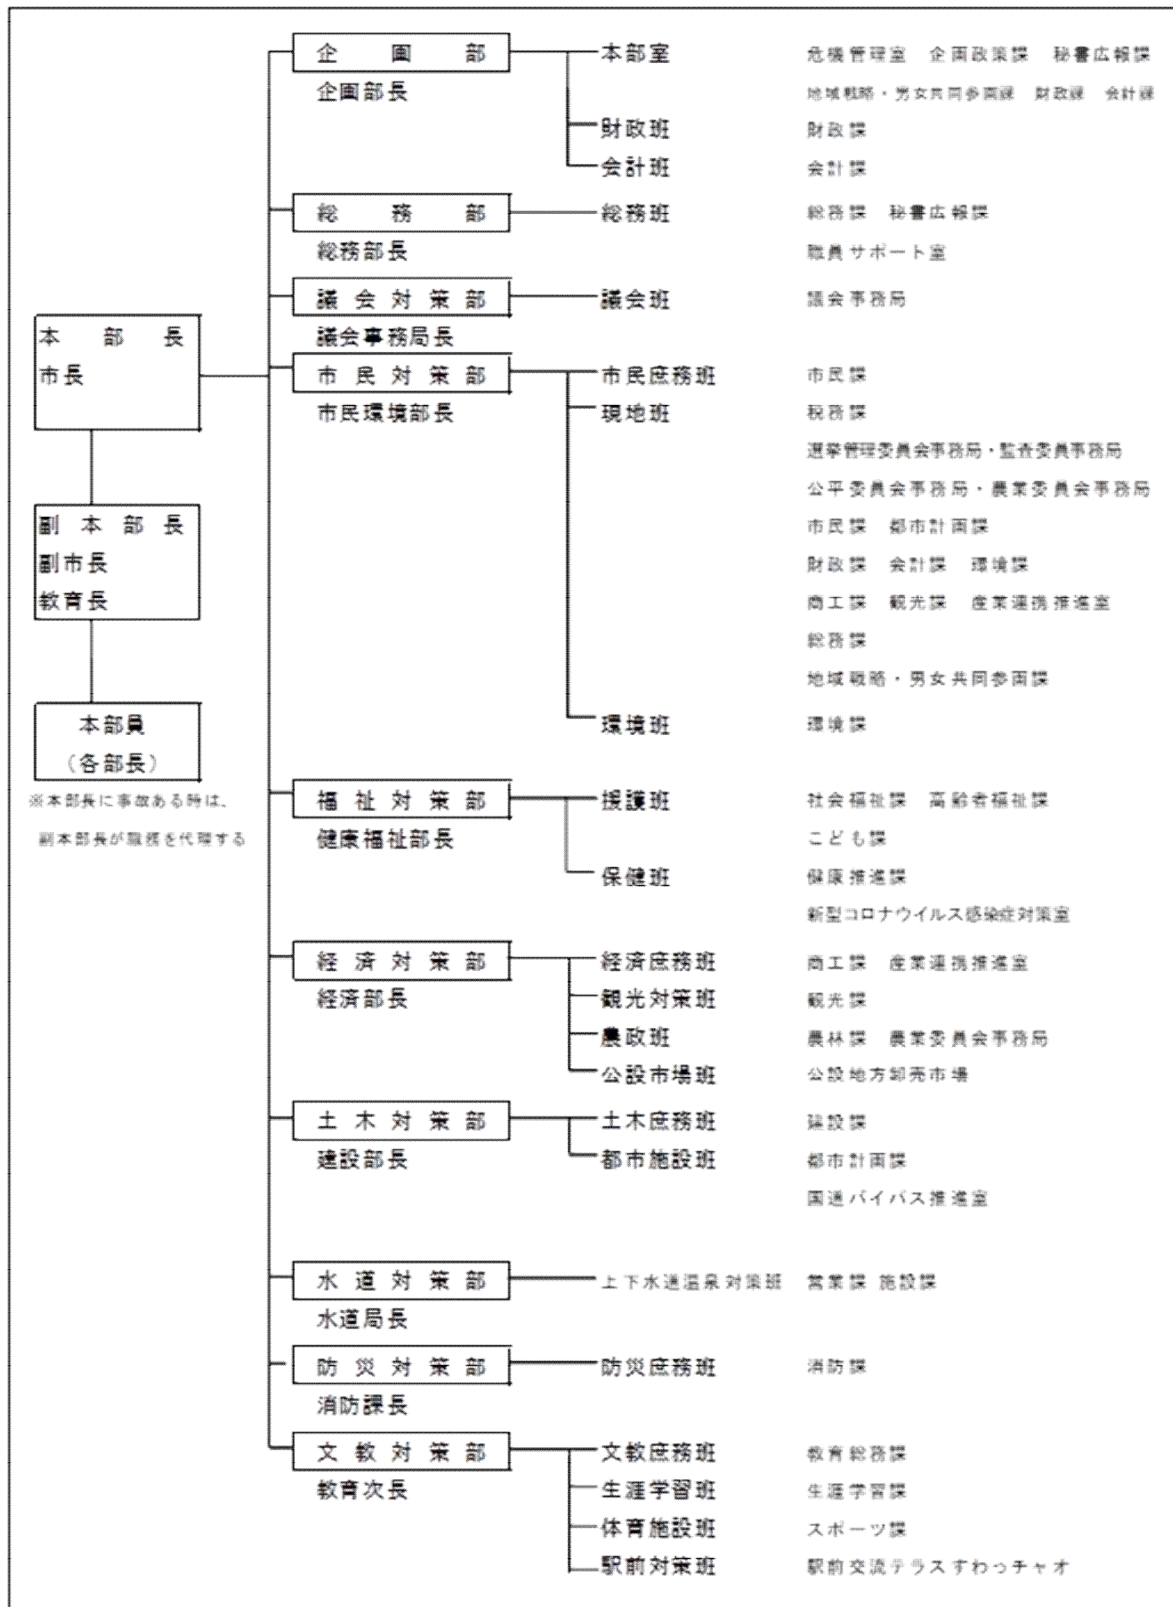 企画部 本部室 危機管理室 企画政策課 秘書広報課
企画部長 地域戦略・男女共同参画課 財政課 会計課
財政班 財政課
会計班 会計課
総務部 総務班 総務課 秘書広報課
総務部長 職員サポート室
議会対策部 議会班 議会事務局
議会事務局長
本部長
市長
市民対策部 市民庶務班 市民課
市民環境部長 現地班 税務課
選挙管理委員会事務局・監査委員事務局
公平委員会事務局・農業委員会事務局
副本部長 市民課 都市計画課
副市長 財政課 会計課 環境課
教育長 商工課 観光課 産業連携推進室
総務課
地域戦略・男女共同参画課
本部員 環境班 環境課
(各部長)
※本部長に事故ある時は、
副本部長が職務を代理する
福祉対策部 援護班 社会福祉課 高齢者福祉課
健康福祉部長 こども課
保健班 健康推進課
新型コロナウイルス感染症対策室
経済対策部 経済庶務班 商工課 産業連携推進室
経済部長 観光対策班 観光課
農政班 農林課 農業委員会事務局
公設市場班 公設地方卸売市場
土木対策部 土木庶務班 建設課
建設部長 都市施設班 都市計画課
国道バイパス推進室
水道対策部 上下水道温泉対策班 営業課 施設課
水道局長
防災対策部 防災庶務班 消防課
消防課長
文教対策部 文教庶務班 教育総務課
教育次長 生涯学習班 生涯学習課
体育施設班 スポーツ課
駅前対策班 駅前交流テラスすわっチャオ